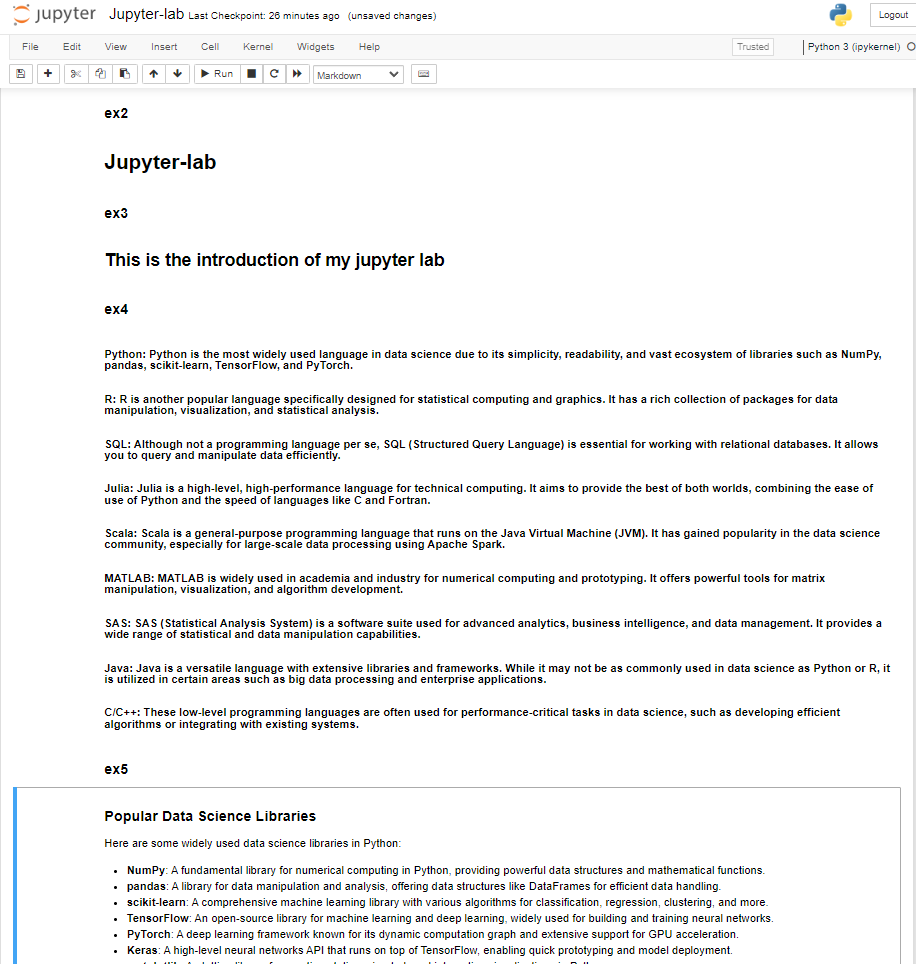 jupyter Jupyter-lab Last Checkpoint: 26 minutes ago (unsaved changes) Logout
File Edit View Insert Cell Kernel Widgets Help Trusted Python 3 (ipykernel)
Run Markdown
ex2
Jupyter-lab
ex3
This is the introduction of my jupyter lab
ex4
Python: Python is the most widely used language in data science due to its simplicity, readability, and vast ecosystem of libraries such as NumPy,
pandas, scikit-learn, TensorFlow, and PyTorch.
R: R is another popular language specifically designed for statistical computing and graphics. It has a rich collection of packages for data
manipulation, visualization, and statistical analysis.
SQL: Although not a programming language per se, SQL (Structured Query Language) is essential for working with relational databases. It allows
you to query and manipulate data efficiently.
Julia: Julia is a high-level, high-performance language for technical computing. It aims to provide the best of both worlds, combining the ease of
use of Python and the speed of languages like C and Fortran.
Scala: Scala is a general-purpose programming language that runs on the Java Virtual Machine (JVM). It has gained popularity in the data science
community, especially for large-scale data processing using Apache Spark.
MATLAB: MATLAB is widely used in academia and industry for numerical computing and prototyping. It offers powerful tools for matrix
manipulation, visualization, and algorithm development.
SAS: SAS (Statistical Analysis System) is a software suite used for advanced analytics, business intelligence, and data management. It provides a
wide range of statistical and data manipulation capabilities.
Java: Java is a versatile language with extensive libraries and frameworks. While it may not be as commonly used in data science as Python or R, it
is utilized in certain areas such as big data processing and enterprise applications.
C/C++: These low-level programming languages are often used for performance-critical tasks in data science, such as developing efficient
algorithms or integrating with existing systems.
ex5
Popular Data Science Libraries
Here are some widely used data science libraries in Python:
• NumPy: A fundamental library for numerical computing in Python, providing powerful data structures and mathematical functions.
• pandas: A library for data manipulation and analysis, offering data structures like DataFrames for efficient data handling.
• scikit-learn: A comprehensive machine learning library with various algorithms for classification, regression, clustering, and more.
• TensorFlow: An open-source library for machine learning and deep learning, widely used for building and training neural networks.
• PyTorch: A deep learning framework known for its dynamic computation graph and extensive support for GPU acceleration.
• Keras: A high-level neural networks API that runs on top of TensorFlow, enabling quick prototyping and model deployment.